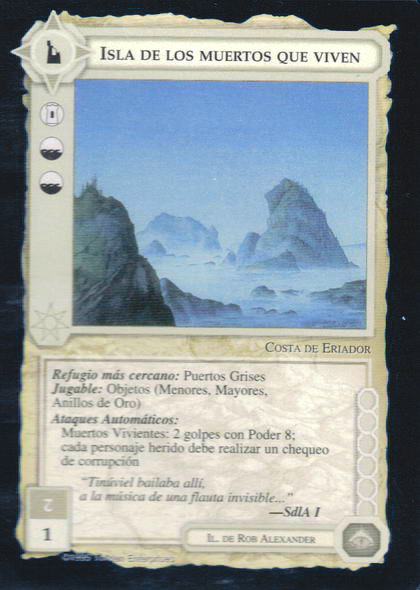 ISLA DE LOS MUERTOS QUE VIVEN
COSTA DE ERIADOR
Refugio más cercano: Puertos Grises
Jugable: Objetos (Menores, Mayores,
Anillos de Oro)
Ataques Automáticos:
Muertos Vivientes: 2 golpes con Poder 8;
cada personaje herido debe realizar un chequeo
de corrupción
“Tinúviel bailaba allí,
a la música de una flauta invisible...”
—SdlA I
2
1
IL. DE ROB ALEXANDER
Enterprises